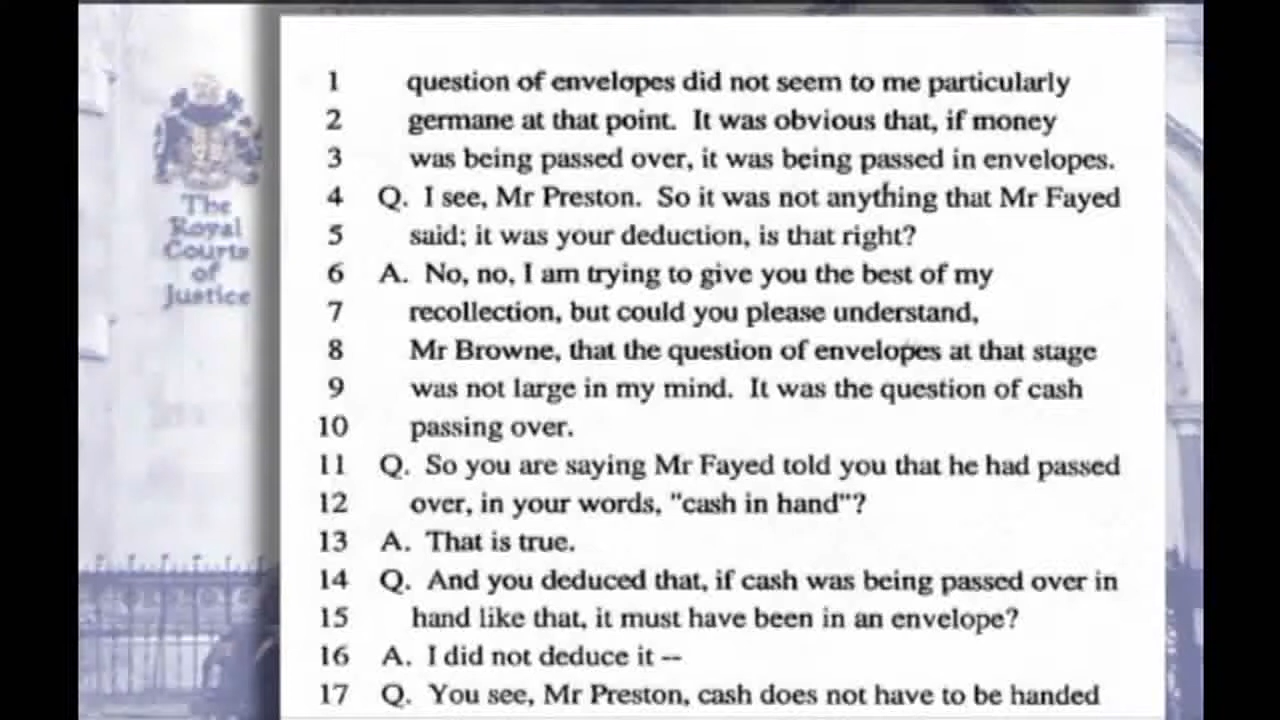 The
Royal
Courts
of
Justice
1 question of envelopes did not seem to me particularly
2 germane at that point. It was obvious that, if money
3 was being passed over, it was being passed in envelopes.
4 Q. I see, Mr Preston. So it was not anything that Mr Fayed
5 said; it was your deduction, is that right?
6 A. No, no, I am trying to give you the best of my
7 recollection, but could you please understand,
8 Mr Browne, that the question of envelopes at that stage
9 was not large in my mind. It was the question of cash
10 passing over.
11 Q. So you are saying Mr Fayed told you that he had passed
12 over, in your words, "cash in hand"?
13 A. That is true.
14 Q. And you deduced that, if cash was being passed over in
15 hand like that, it must have been in an envelope?
16 A. I did not deduce it --
17 Q. You see, Mr Preston, cash does not have to be handed